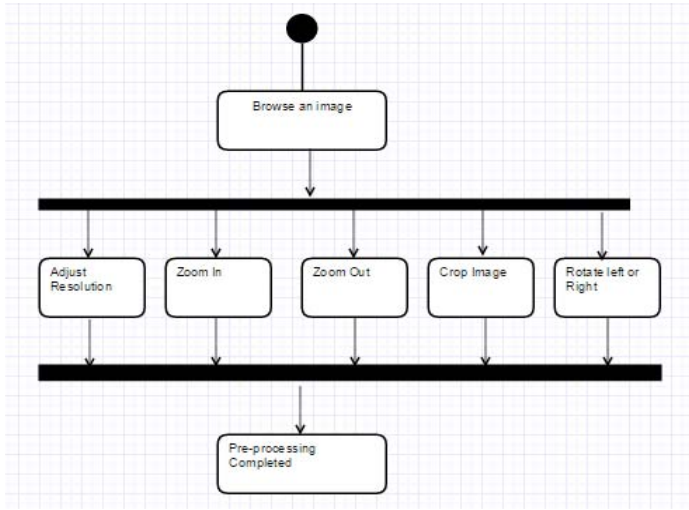 Browse an image
Adjust
Resolution
Zoom In
Zoom Out
Crop Image
Rotate left or
Right
Pre-processing
Completed